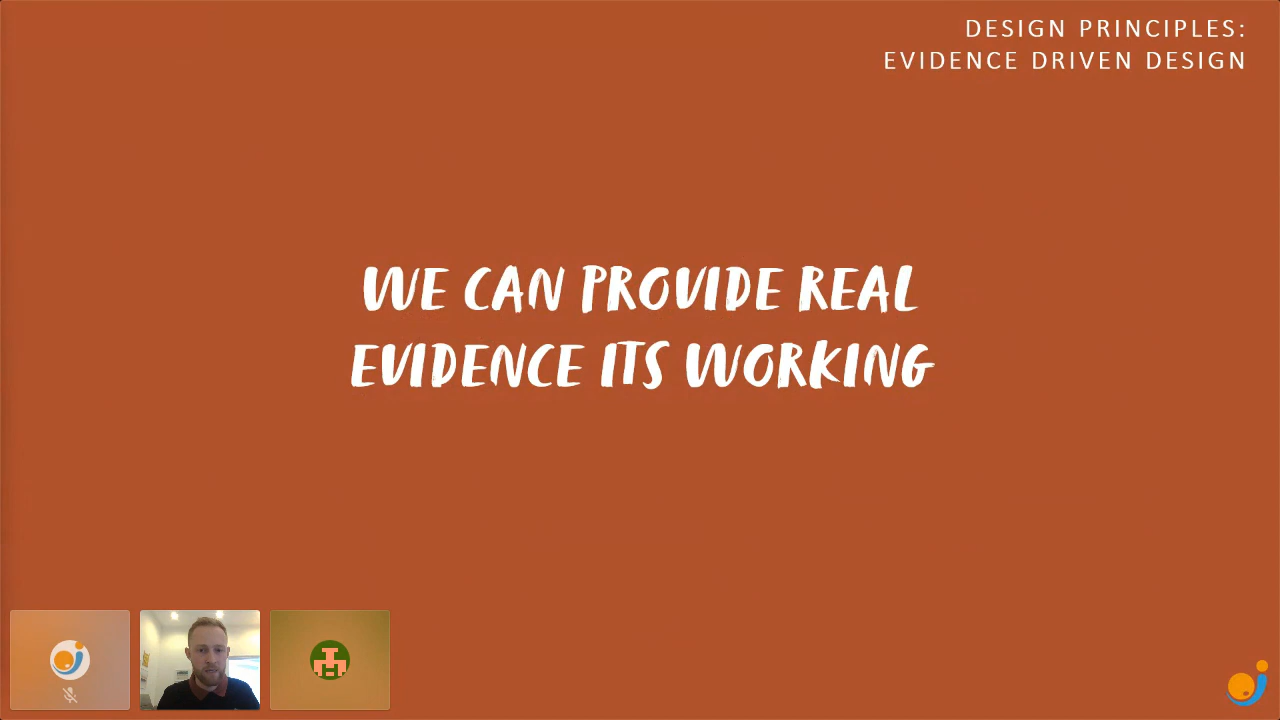 DESIGN PRINCIPLES:
EVIDENCE DRIVEN DESIGN
WE CAN PROVIDE REAL
EVIDENCE ITS WORKING